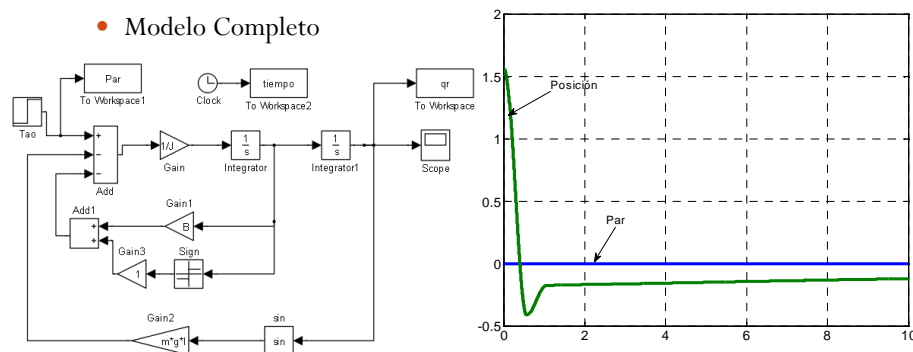 • Modelo Completo
Par
To Workspace1
Clock
tiempo
To Workspace2
qr
To Workspace
Tao
+
−
−
Add
1/J
Gain
1
s
Integrator
1
s
Integrator1
Scope
Add1
+
+
Gain1
B
Gain3
1
Sign
Gain2
m*g*l
sin
sin
2
1.5
1
0.5
0
-0.5
0
2
4
6
8
10
Posición
Par